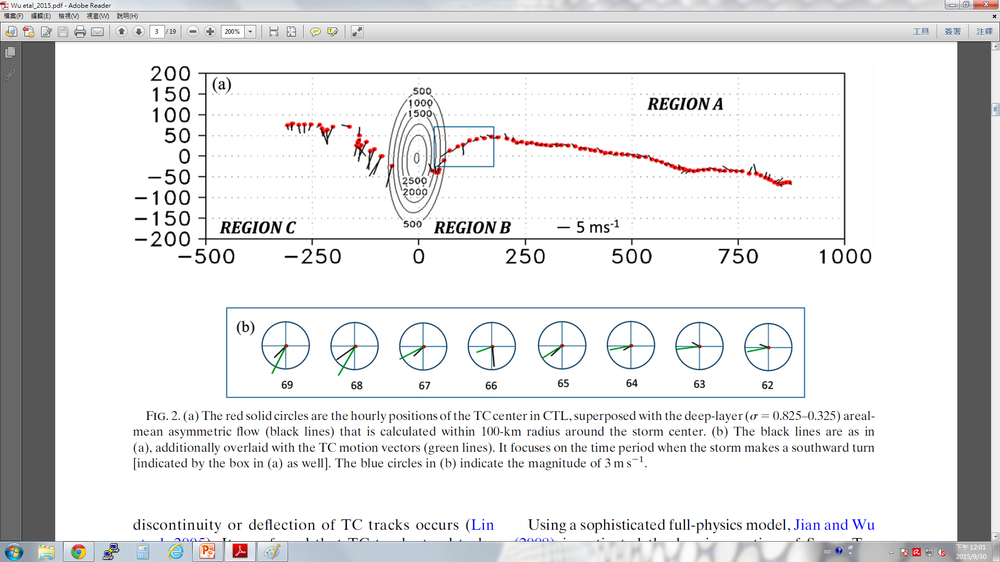 Wu etal_2015.pdf - Adobe Reader
檔案(F) 編輯(E) 檢視(V) 視窗(W) 說明(H)
3 / 19 200% 工具 簽署 注釋
(a)
200
150
100
50
0
−50
−100
−150
−200
500
1000
1500
0
2500
2000
500
REGION A
REGION C
REGION B
5 ms-1
−500 −250 0 250 500 750 1000
(b)
69 68 67 66 65 64 63 62
FIG. 2. (a) The red solid circles are the hourly positions of the TC center in CTL, superposed with the deep-layer (σ = 0.825–0.325) areal-
mean asymmetric flow (black lines) that is calculated within 100-km radius around the storm center. (b) The black lines are as in
(a), additionally overlaid with the TC motion vectors (green lines). It focuses on the time period when the storm makes a southward turn
[indicated by the box in (a) as well]. The blue circles in (b) indicate the magnitude of 3 m s−1.
discontinuity or deflection of TC tracks occurs (Lin
Using a sophisticated full-physics model, Jian and Wu
下午 12:01
2015/9/30